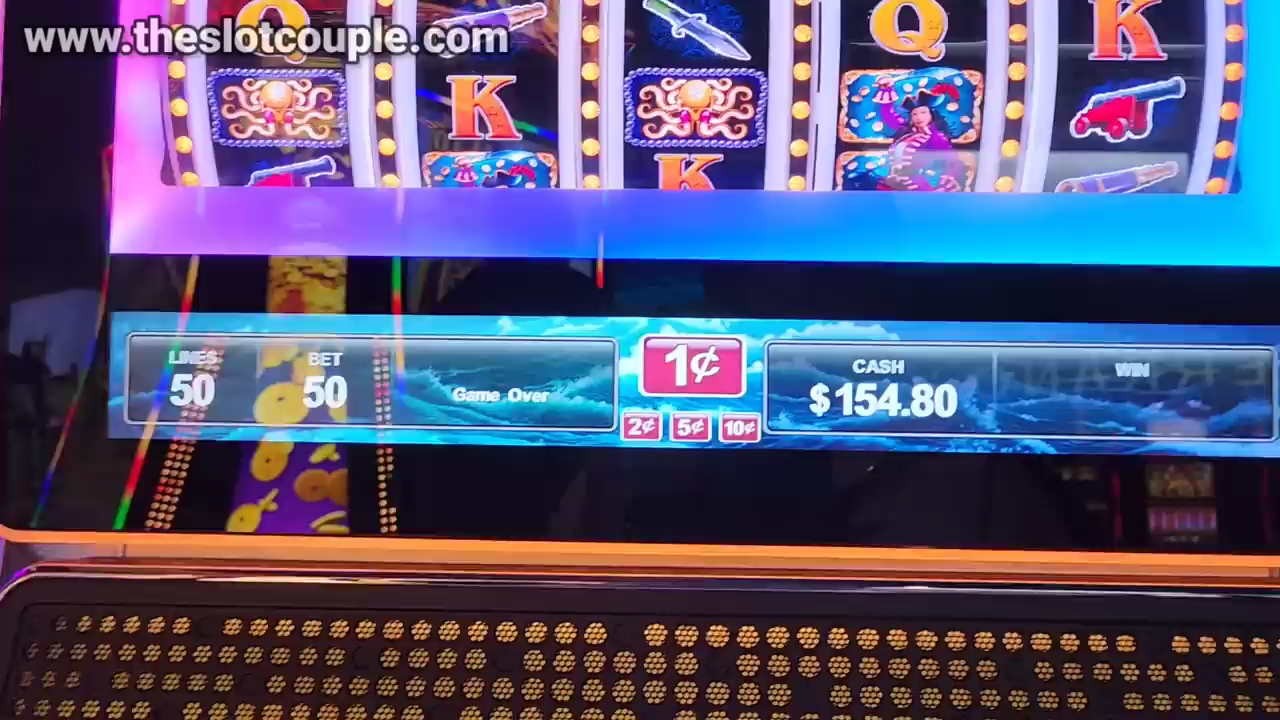 www.theslotcouple.com
Q
Q
K
K
K
LINES
50
BET
50
Game Over
1¢
2¢ 5¢ 10¢
CASH
$154.80
WIN